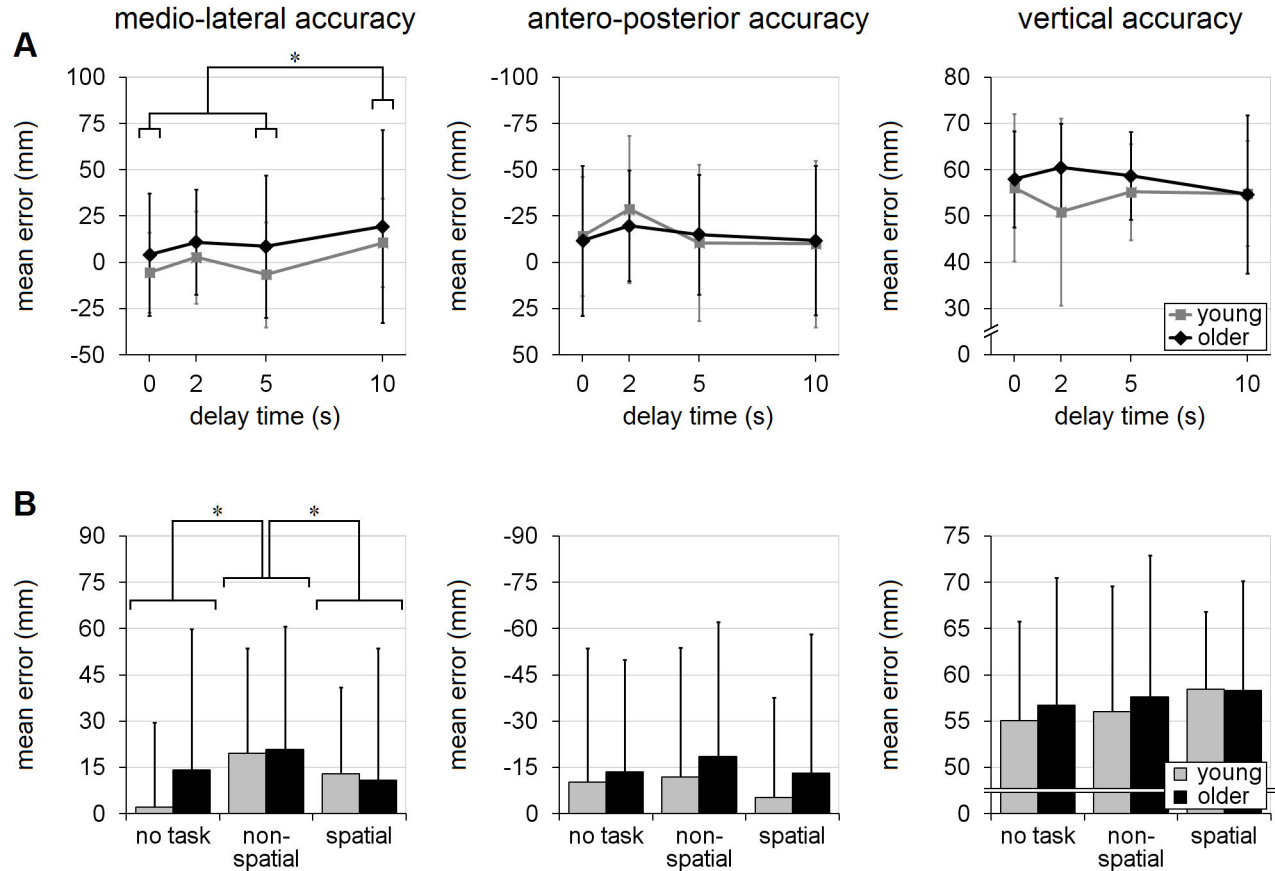 medio-lateral accuracy
antero-posterior accuracy
vertical accuracy
A
*
mean error (mm)
100
75
50
25
0
-25
-50
0 2 5 10
delay time (s)
mean error (mm)
-100
-75
-50
-25
0
25
50
0 2 5 10
delay time (s)
mean error (mm)
80
70
60
50
40
30
0
young
older
0 2 5 10
delay time (s)
B
* *
mean error (mm)
90
75
60
45
30
15
0
no task non- spatial
spatial
mean error (mm)
-90
-75
-60
-45
-30
-15
0
no task non- spatial
spatial
mean error (mm)
75
70
65
60
55
50
0
young
older
no task non- spatial
spatial